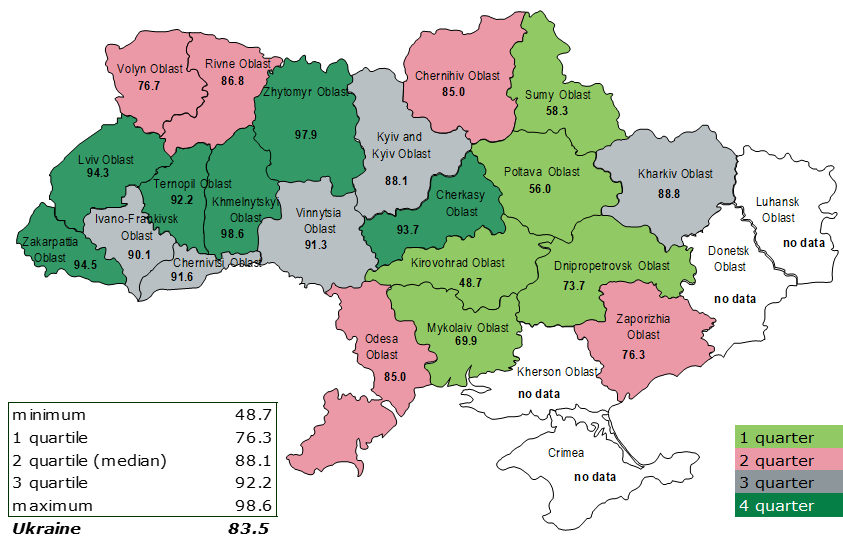 Volyn Oblast
76.7
Rivne Oblast
86.8
Zhytomyr Oblast
97.9
Kyiv and
Kyiv Oblast
88.1
Chernihiv Oblast
85.0
Sumy Oblast
58.3
Lviv Oblast
94.3
Ternopil Oblast
92.2
Khmelnytskyi
Oblast
98.6
Ivano-Frankivsk
Oblast
90.1
Zakarpattia
Oblast
94.5
Chernivtsi Oblast
91.6
Vinnytsia
Oblast
91.3
Cherkasy
Oblast
93.7
Poltava Oblast
56.0
Kharkiv Oblast
88.8
Luhansk
Oblast
no data
Donetsk
Oblast
no data
Kirovohrad Oblast
48.7
Dnipropetrovsk Oblast
73.7
Zaporizhia
Oblast
76.3
Odesa
Oblast
85.0
Mykolaiv Oblast
69.9
Kherson Oblast
no data
Crimea
no data
minimum 48.7
1 quartile 76.3
2 quartile (median) 88.1
3 quartile 92.2
maximum 98.6
Ukraine 83.5
1 quarter
2 quarter
3 quarter
4 quarter